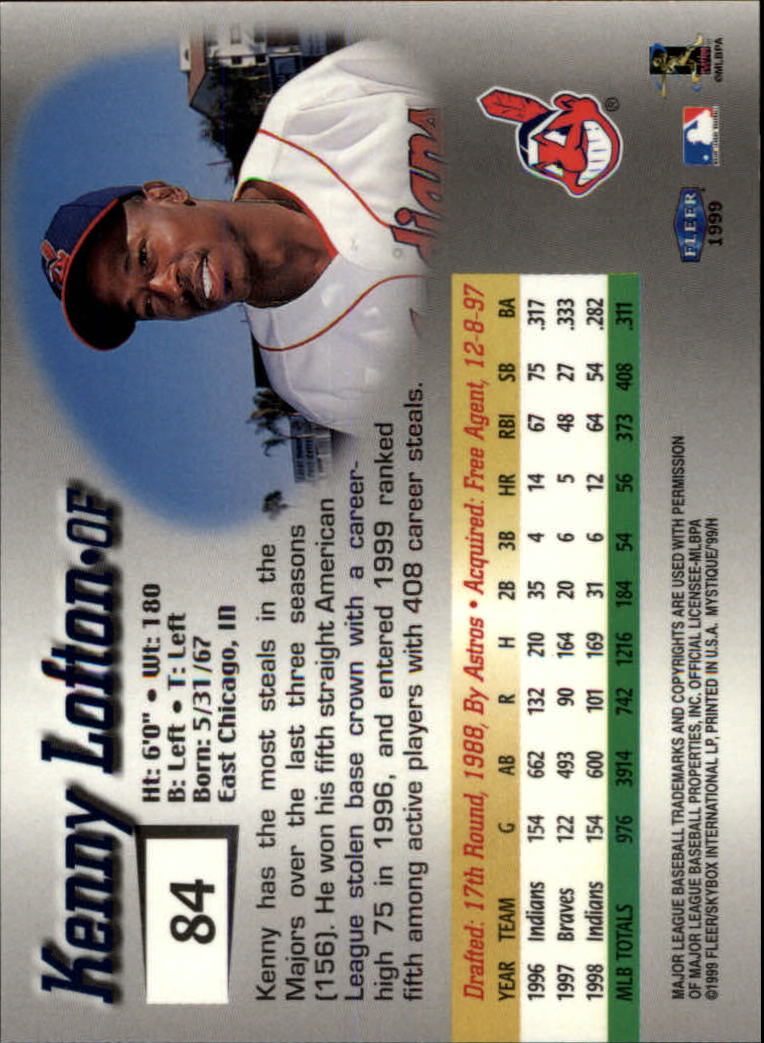 Kenny Lofton•OF
84
Ht: 6'0" • Wt: 180
B: Left • T: Left
Born: 5/31/67
East Chicago, In
Kenny has the most steals in the
Majors over the last three seasons
(156). He won his fifth straight American
League stolen base crown with a career-
high 75 in 1996, and entered 1999 ranked
fifth among active players with 408 career steals.
dians
Drafted: 17th Round, 1988, By Astros • Acquired: Free Agent, 12-8-97
YEAR TEAM G AB R H 2B 3B HR RBI SB BA
1996 Indians 154 662 132 210 35 4 14 67 75 .317
1997 Braves 122 493 90 164 20 6 5 48 27 .333
1998 Indians 154 600 101 169 31 6 12 64 54 .282
MLB TOTALS 976 3914 742 1216 184 54 56 373 408 .311
MAJOR LEAGUE BASEBALL TRADEMARKS AND COPYRIGHTS ARE USED WITH PERMISSION
OF MAJOR LEAGUE BASEBALL PROPERTIES, INC. OFFICIAL LICENSEE-MLBPA
©1999 FLEER/SKYBOX INTERNATIONAL LP, PRINTED IN U.S.A. MYSTIQUE/'99/H
FLEER
1999
®
©MLBPA